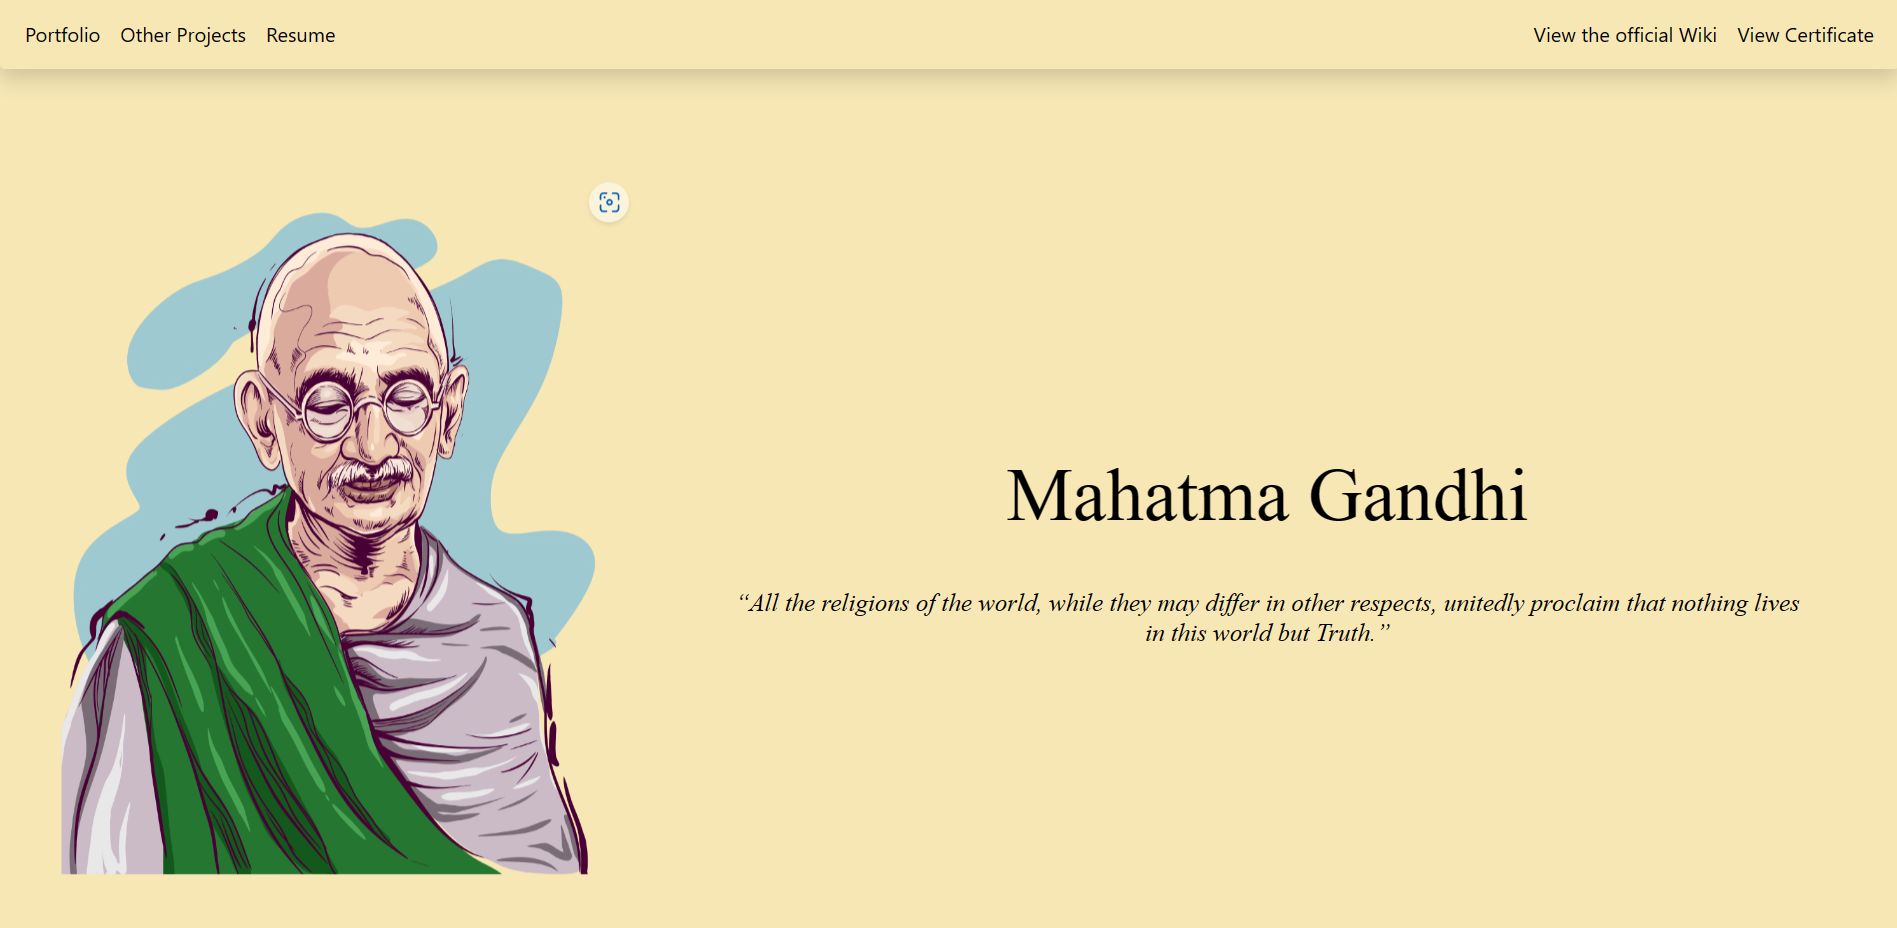 Portfolio Other Projects Resume View the official Wiki View Certificate
Mahatma Gandhi
“All the religions of the world, while they may differ in other respects, unitedly proclaim that nothing lives
in this world but Truth.”